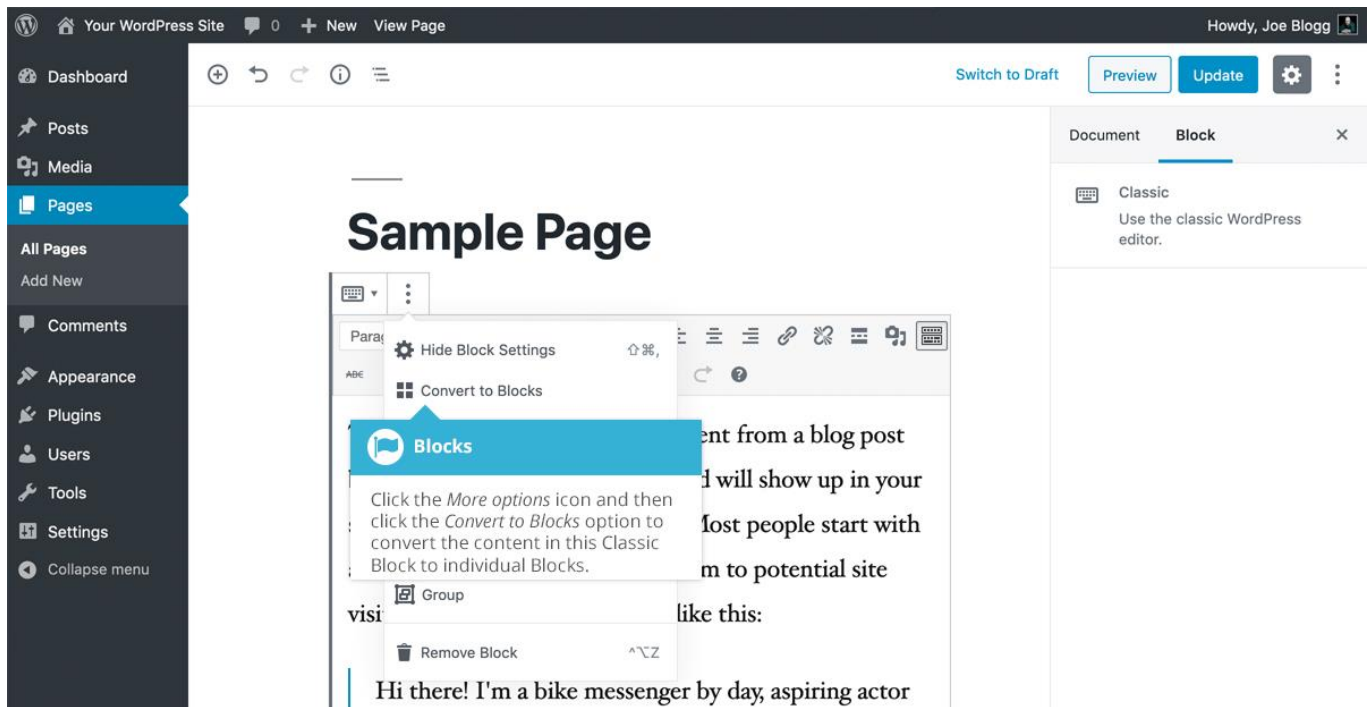 Your WordPress Site 0 New View Page Howdy, Joe Blogg
Dashboard
Posts
Media
Pages
All Pages
Add New
Comments
Appearance
Plugins
Users
Tools
Settings
Collapse menu
Switch to Draft Preview Update
Sample Page
Hide Block Settings ⇧⌘,
ABE
Convert to Blocks
Blocks
Click the More options icon and then
click the Convert to Blocks option to
convert the content in this Classic
Block to individual Blocks.
from a blog post
will show up in your
people start with
to potential site
like this:
Group
Remove Block ^⌥Z
Hi there! I'm a bike messenger by day, aspiring actor
Document Block
Classic
Use the classic WordPress
editor.